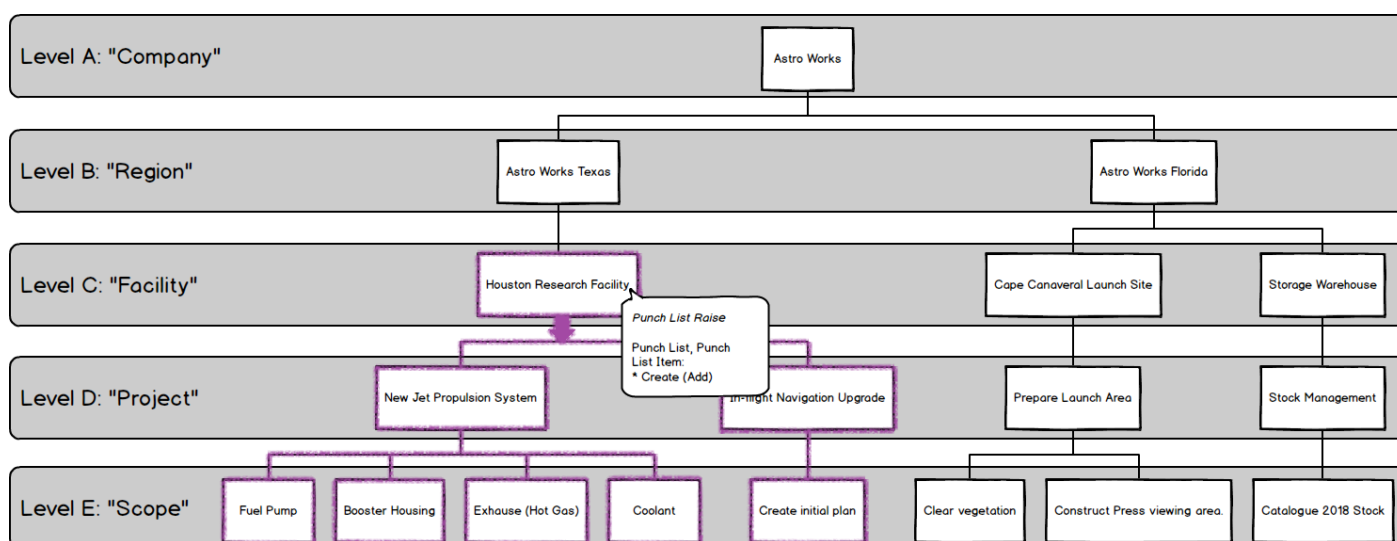 Level A: "Company"
Astro Works
Level B: "Region"
Astro Works Texas
Astro Works Florida
Level C: "Facility"
Houston Research Facility
Cape Canaveral Launch Site
Storage Warehouse
Punch List Raise
Punch List, Punch
List Item:
* Create (Add)
Level D: "Project"
New Jet Propulsion System
In-flight Navigation Upgrade
Prepare Launch Area
Stock Management
Level E: "Scope"
Fuel Pump
Booster Housing
Exhause (Hot Gas)
Coolant
Create initial plan
Clear vegetation
Construct Press viewing area.
Catalogue 2018 Stock